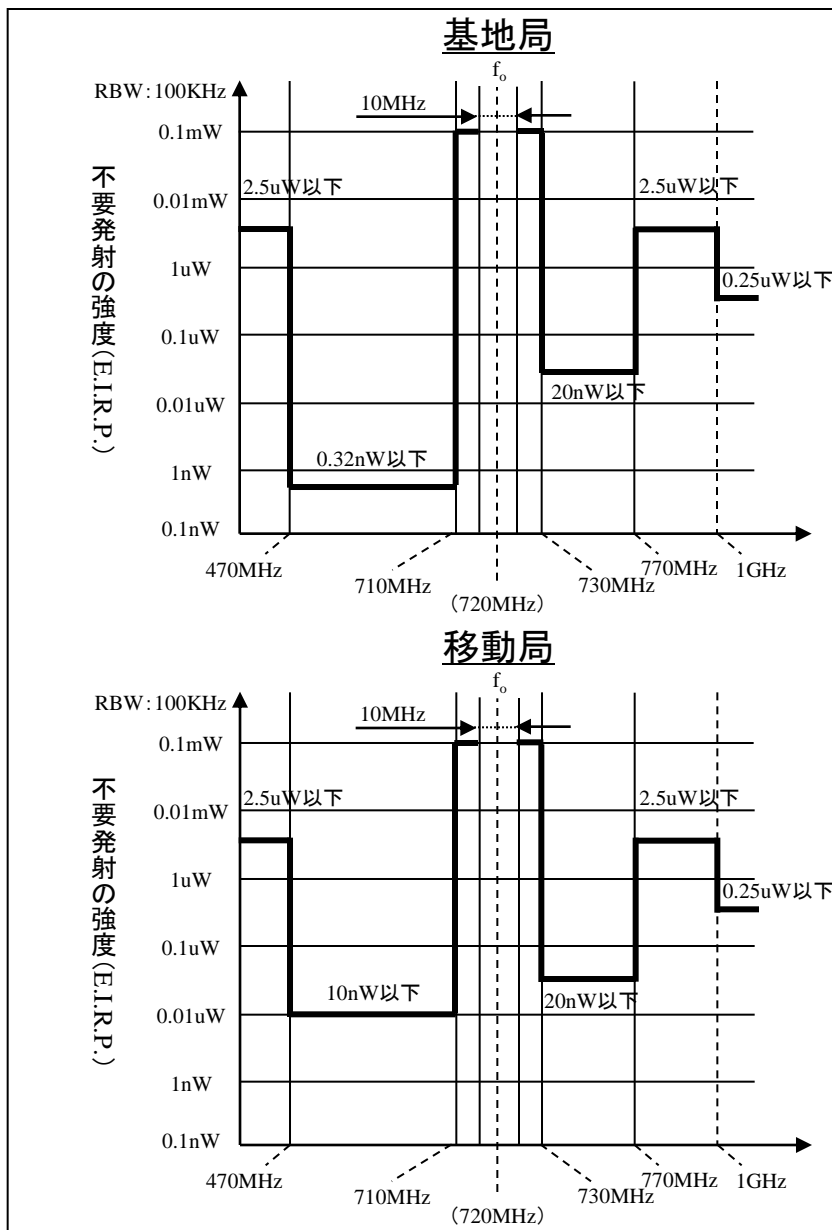 基地局
fo
RBW:100KHz
10MHz
0.1mW
2.5uW以下
2.5uW以下
0.01mW
1uW
0.25uW以下
0.1uW
20nW以下
0.01uW
0.32nW以下
1nW
0.1nW
不要発射の強度(E.I.R.P.)
470MHz
710MHz
(720MHz)
730MHz
770MHz
1GHz
移動局
fo
RBW:100KHz
10MHz
0.1mW
2.5uW以下
2.5uW以下
0.01mW
1uW
0.25uW以下
0.1uW
10nW以下
20nW以下
0.01uW
1nW
0.1nW
不要発射の強度(E.I.R.P.)
470MHz
710MHz
(720MHz)
730MHz
770MHz
1GHz